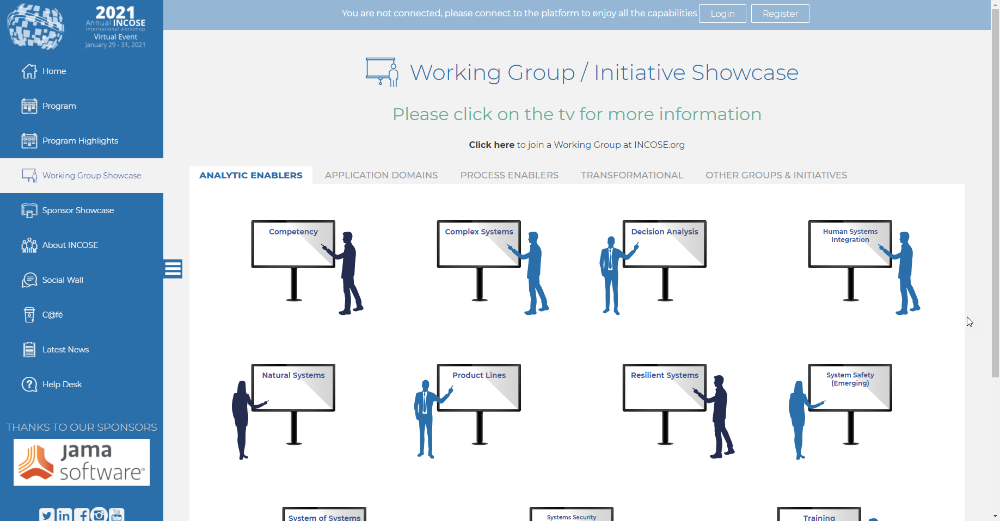 2021
Annual INCOSE
international workshop
Virtual Event
January 29 - 31, 2021
Home
Program
Program Highlights
Working Group Showcase
Sponsor Showcase
About INCOSE
Social Wall
C@fé
Latest News
Help Desk
THANKS TO OUR SPONSORS
jama
software®
You are not connected, please connect to the platform to enjoy all the capabilities
Login
Register
Working Group / Initiative Showcase
Please click on the tv for more information
Click here to join a Working Group at INCOSE.org
ANALYTIC ENABLERS
APPLICATION DOMAINS
PROCESS ENABLERS
TRANSFORMATIONAL
OTHER GROUPS & INITIATIVES
Competency
Complex Systems
Decision Analysis
Human Systems
Integration
Natural Systems
Product Lines
Resilient Systems
System Safety
(Emerging)
System of Systems
Systems Security
Training